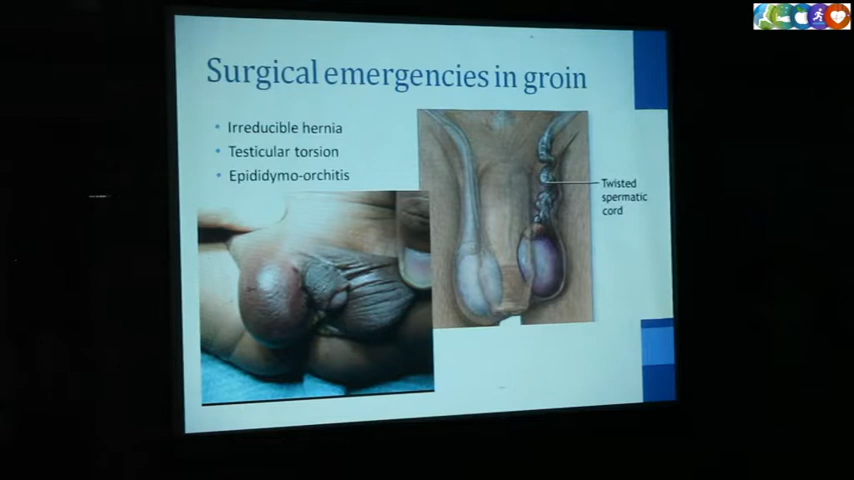 Surgical emergencies in groin
• Irreducible hernia
• Testicular torsion
• Epididymo-orchitis
Twisted
spermatic
cord